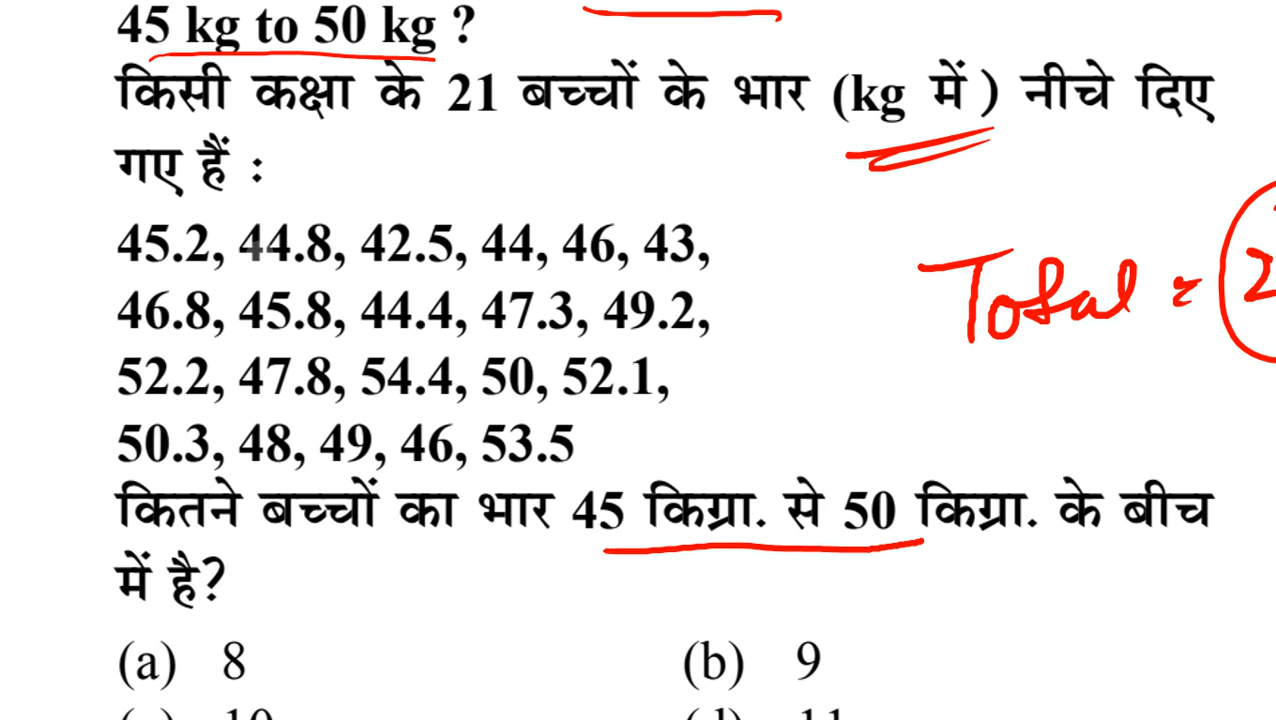 45 kg to 50 kg ?
किसी कक्षा के 21 बच्चों के भार (kg में) नीचे दिए
गए हैं :
45.2, 44.8, 42.5, 44, 46, 43,
46.8, 45.8, 44.4, 47.3, 49.2,
Total = 2
52.2, 47.8, 54.4, 50, 52.1,
50.3, 48, 49, 46, 53.5
कितने बच्चों का भार 45 किग्रा. से 50 किग्रा. के बीच
में है?
(a) 8 (b) 9